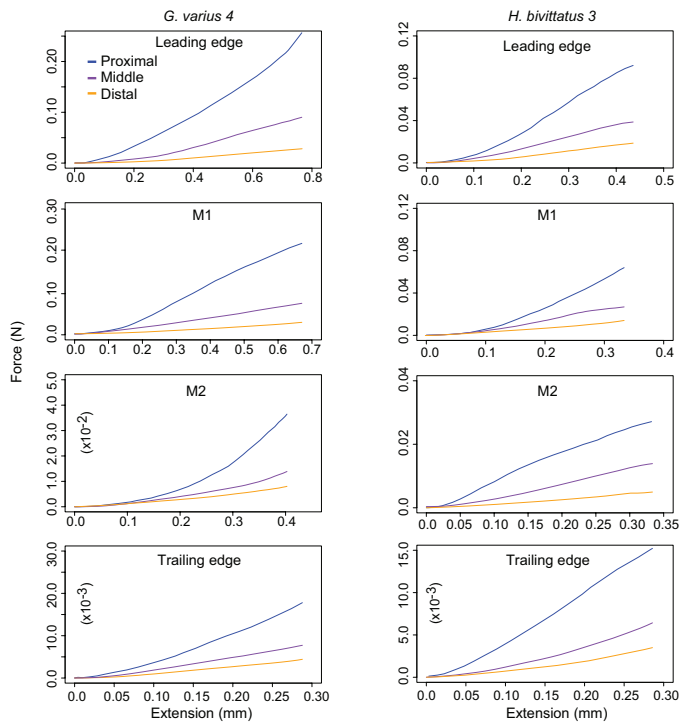 G. varius 4
H. bivittatus 3
Leading edge
Proximal
Middle
Distal
0.0
0.10
0.20
0.0 0.2 0.4 0.6 0.8
Leading edge
0.0
0.04
0.08
0.12
0.0 0.1 0.2 0.3 0.4 0.5
M1
0.0
0.10
0.20
0.30
0.0 0.1 0.2 0.3 0.4 0.5 0.6 0.7
M1
0.0
0.04
0.08
0.12
0.0 0.1 0.2 0.3 0.4
Force (N)
M2
(x10-2)
0.0
1.0
2.0
3.0
4.0
5.0
0.0 0.1 0.2 0.3 0.4
M2
0.0
0.02
0.04
0.0 0.05 0.10 0.15 0.20 0.25 0.30 0.35
Trailing edge
(x10-3)
0.0
10.0
20.0
30.0
0.0 0.05 0.10 0.15 0.20 0.25 0.30
Extension (mm)
Trailing edge
(x10-3)
0.0
5.0
10.0
15.0
0.0 0.05 0.10 0.15 0.20 0.25 0.30
Extension (mm)